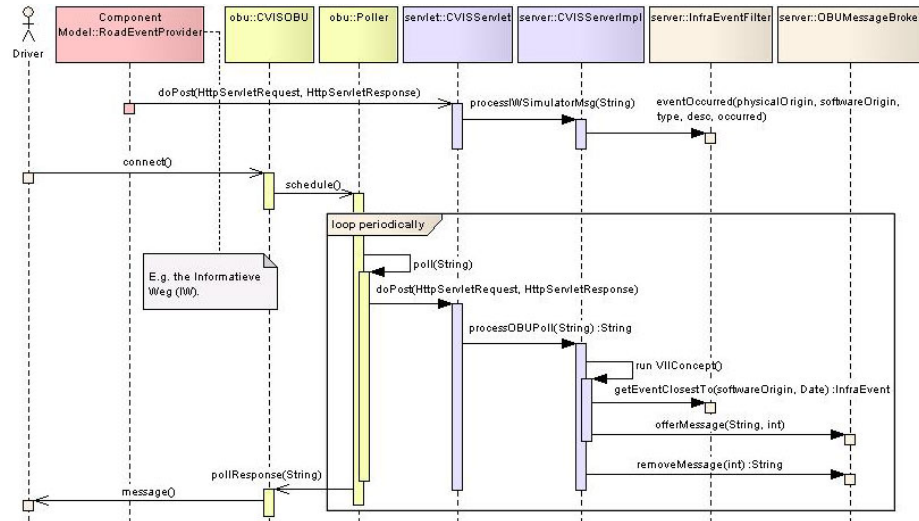 Driver
Component
Model::RoadEventProvider
obu::CVISOBU
obu::Poller
servlet::CVISServlet
server::CVISServerImpl
server::InfraEventFilter
server::OBUMessageBroke
doPost(HttpServletRequest, HttpServletResponse)
processIWSimulatorMsg(String)
eventOccurred(physicalOrigin, softwareOrigin,
type, desc, occurred)
connect()
schedule()
loop periodically
E.g. the Informatieve
Weg (IW).
poll(String)
doPost(HttpServletRequest, HttpServletResponse)
processOBUPoll(String) :String
run VIIConcept()
getEventClosestTo(softwareOrigin, Date) :InfraEvent
offerMessage(String, int)
removeMessage(int) :String
pollResponse(String)
message()